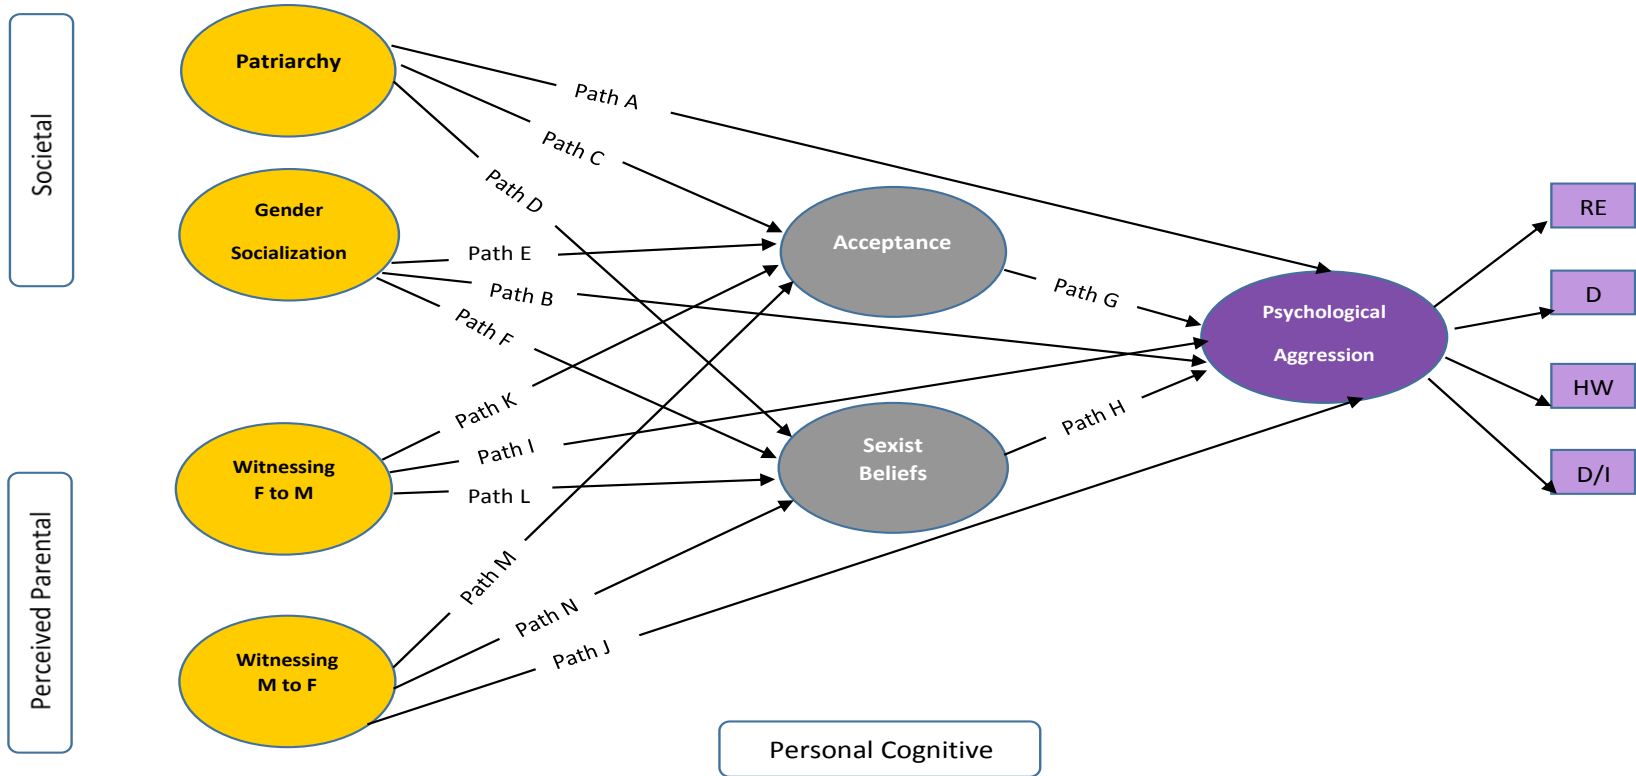 Societal
Patriarchy
Path A
Path C
Path D
Gender
Socialization
Path E
Path B
Path F
Acceptance
Path G
RE
D
HW
D/I
Psychological
Aggression
Perceived Parental
Witnessing
F to M
Path K
Path I
Path L
Sexist
Beliefs
Path H
Path M
Witnessing
M to F
Path N
Path J
Personal Cognitive